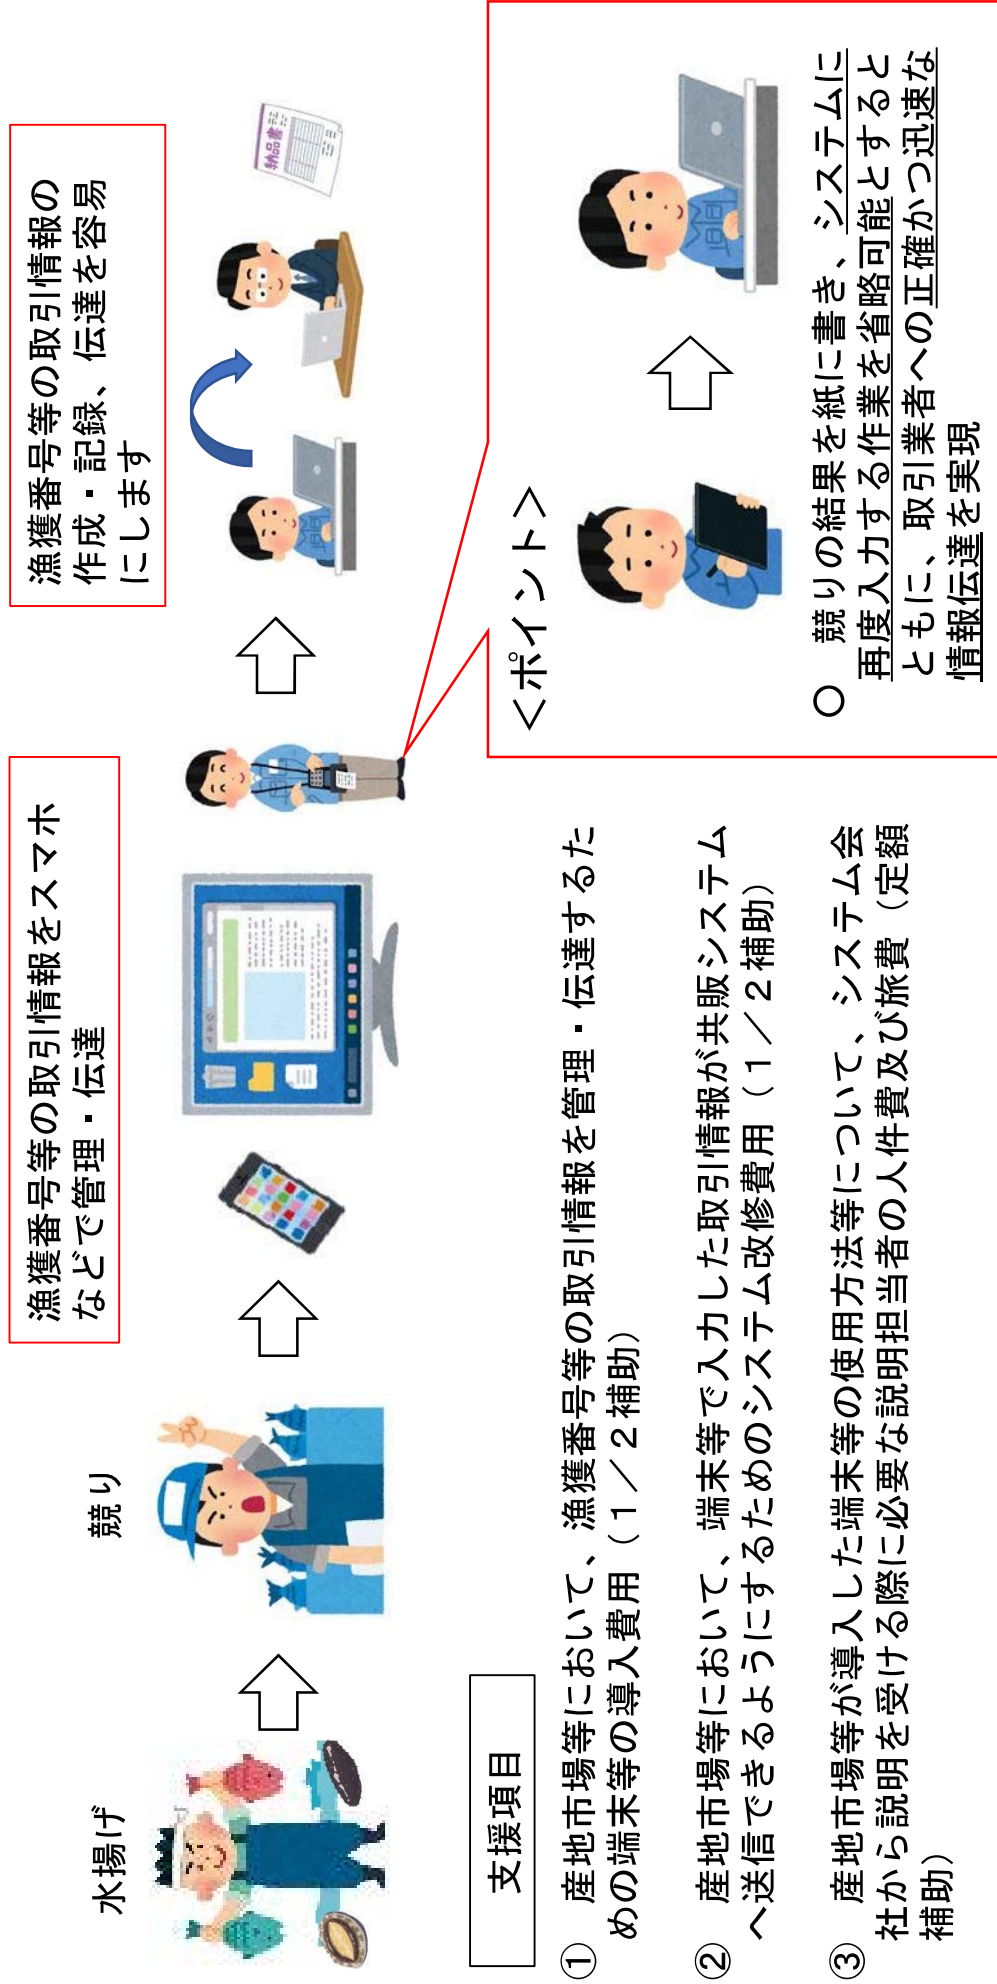 水揚げ
競り
漁獲番号等の取引情報をスマホ
などで管理・伝達
漁獲番号等の取引情報の
作成・記録、伝達を容易
にします
納品書
支援項目
① 産地市場等において、漁獲番号等の取引情報を管理・伝達するた
めの端末等の導入費用（１／２補助）
② 産地市場等において、端末等で入力した取引情報が共販システム
へ送信できるようにするためのシステム改修費用（１／２補助）
③ 産地市場等が導入した端末等の使用方法等について、システム会
社から説明を受ける際に必要な説明担当者の人件費及び旅費（定額
補助）
＜ポイント＞
○ 競りの結果を紙に書き、システムに
再度入力する作業を省略可能とすると
ともに、取引業者への正確かつ迅速な
情報伝達を実現